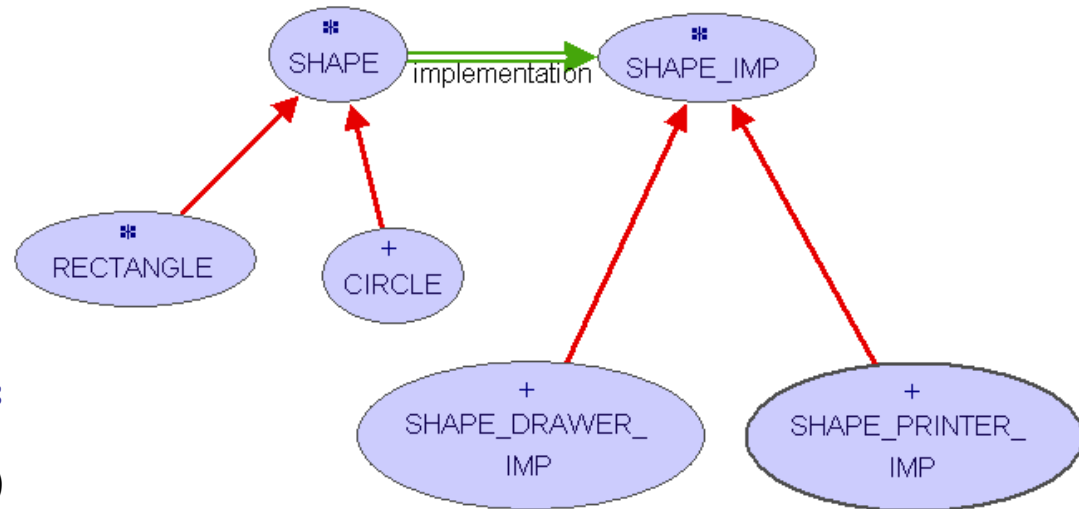 *
SHAPE
implementation
*
SHAPE_IMP
*
RECTANGLE
+
CIRCLE
+
SHAPE_DRAWER_
IMP
+
SHAPE_PRINTER_
IMP
:
)